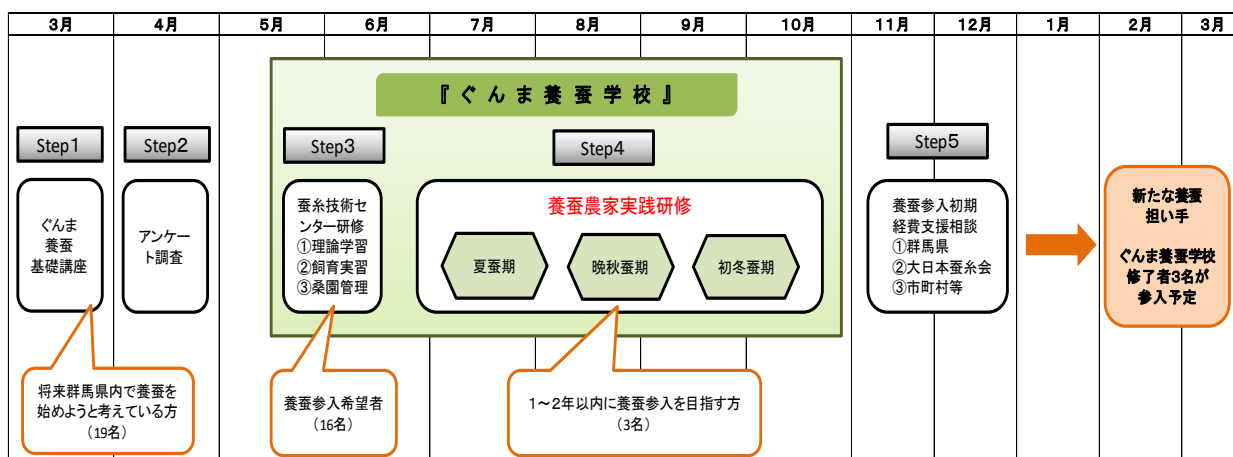 3月
4月
5月
6月
7月
8月
9月
10月
11月
12月
1月
2月
3月
『ぐんま養蚕学校』
Step1
Step2
Step3
Step4
Step5
ぐんま
養蚕
基礎講座
アンケー
ト調査
蚕糸技術セ
ンター研修
①理論学習
②飼育実習
③桑園管理
養蚕農家実践研修
夏蚕期
晩秋蚕期
初冬蚕期
養蚕参入初期
経費支援相談
①群馬県
②大日本蚕糸会
③市町村等
新たな養蚕
担い手
ぐんま養蚕学校
修了者3名が
参入予定
将来群馬県内で養蚕を
始めようと考えている方
（19名）
養蚕参入希望者
（16名）
1～2年以内に養蚕参入を目指す方
（3名）